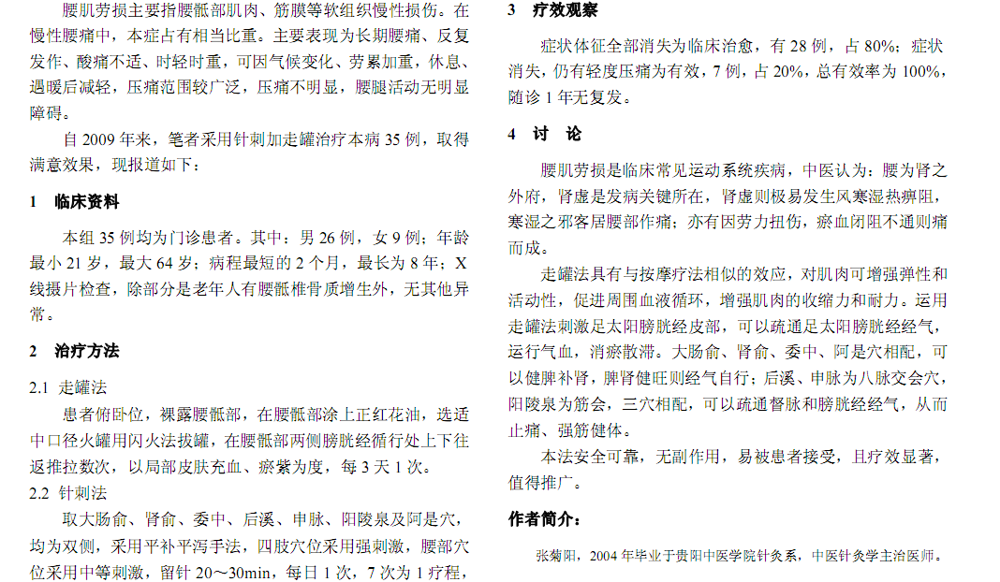 腰肌劳损主要指腰骶部肌肉、筋膜等软组织慢性损伤。在
慢性腰痛中，本症占有相当比重。主要表现为长期腰痛、反复
发作、酸痛不适、时轻时重，可因气候变化、劳累加重，休息、
遇暖后减轻，压痛范围较广泛，压痛不明显，腰腿活动无明显
障碍。
自 2009 年来，笔者采用针刺加走罐治疗本病 35 例，取得
满意效果，现报道如下：
1 临床资料
本组 35 例均为门诊患者。其中：男 26 例，女 9 例；年龄
最小 21 岁，最大 64 岁；病程最短的 2 个月，最长为 8 年；X
线摄片检查，除部分是老年人有腰骶椎骨质增生外，无其他异
常。
2 治疗方法
2.1 走罐法
患者俯卧位，裸露腰骶部，在腰骶部涂上正红花油，选适
中口径火罐用闪火法拔罐，在腰骶部两侧膀胱经循行处上下往
返推拉数次，以局部皮肤充血、瘀紫为度，每 3 天 1 次。
2.2 针刺法
取大肠俞、肾俞、委中、后溪、申脉、阳陵泉及阿是穴，
均为双侧，采用平补平泻手法，四肢穴位采用强刺激，腰部穴
位采用中等刺激，留针 20～30min，每日 1 次，7 次为 1 疗程，
3 疗效观察
症状体征全部消失为临床治愈，有 28 例，占 80%；症状
消失，仍有轻度压痛为有效，7 例，占 20%，总有效率为 100%，
随诊 1 年无复发。
4 讨 论
腰肌劳损是临床常见运动系统疾病，中医认为：腰为肾之
外府，肾虚是发病关键所在，肾虚则极易发生风寒湿热痹阻，
寒湿之邪客居腰部作痛；亦有因劳力扭伤，瘀血闭阻不通则痛
而成。
走罐法具有与按摩疗法相似的效应，对肌肉可增强弹性和
活动性，促进周围血液循环，增强肌肉的收缩力和耐力。运用
走罐法刺激足太阳膀胱经皮部，可以疏通足太阳膀胱经经气，
运行气血，消瘀散滞。大肠俞、肾俞、委中、阿是穴相配，可
以健脾补肾，脾肾健旺则经气自行；后溪、申脉为八脉交会穴，
阳陵泉为筋会，三穴相配，可以疏通督脉和膀胱经经气，从而
止痛、强筋健体。
本法安全可靠，无副作用，易被患者接受，且疗效显著，
值得推广。
作者简介：
张菊阳，2004 年毕业于贵阳中医学院针灸系，中医针灸学主治医师。